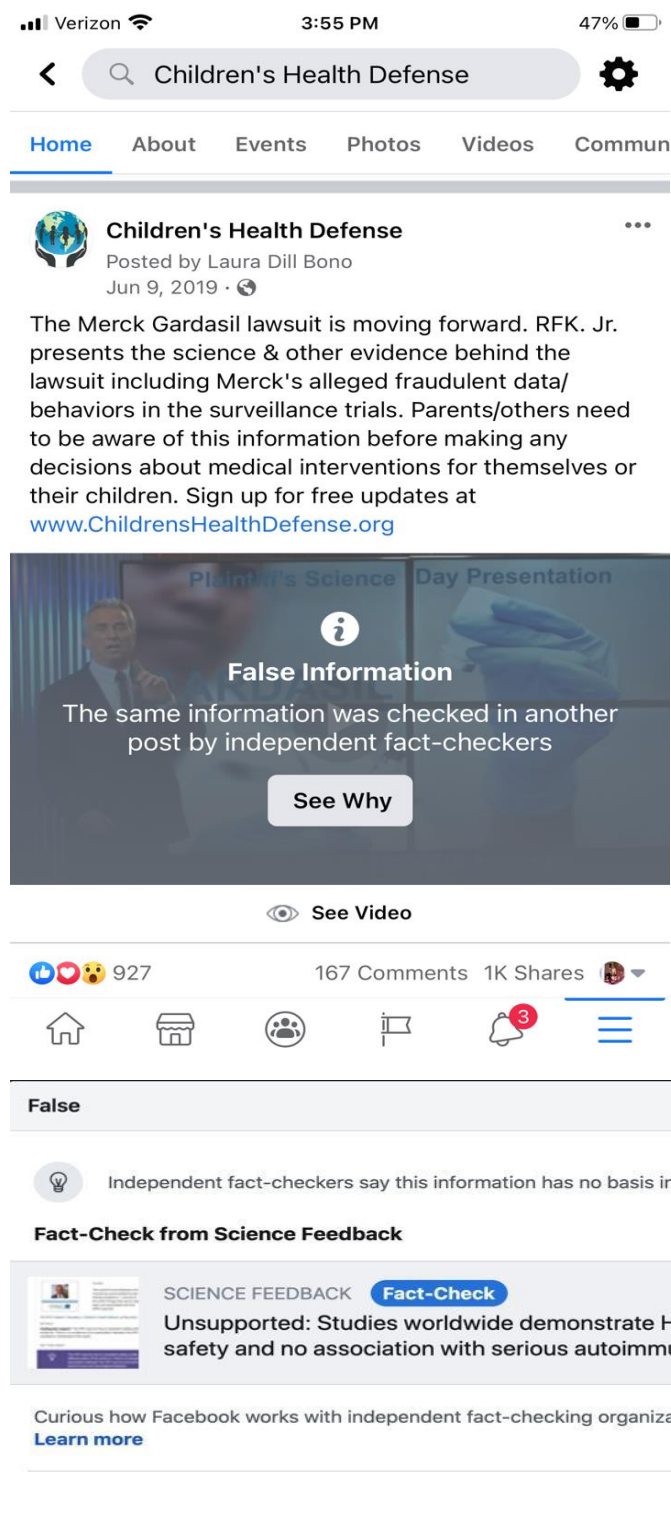 Verizon 3:55 PM 47%
Children's Health Defense
Home About Events Photos Videos Commun
Children's Health Defense
Posted by Laura Dill Bono
Jun 9, 2019 ·
The Merck Gardasil lawsuit is moving forward. RFK. Jr.
presents the science & other evidence behind the
lawsuit including Merck's alleged fraudulent data/
behaviors in the surveillance trials. Parents/others need
to be aware of this information before making any
decisions about medical interventions for themselves or
their children. Sign up for free updates at
www.ChildrensHealthDefense.org
Plaintiff's Science Day Presentation
GARDASIL
False Information
The same information was checked in another
post by independent fact-checkers
See Why
See Video
927 167 Comments 1K Shares
3
False
Independent fact-checkers say this information has no basis in
Fact-Check from Science Feedback
SCIENCE FEEDBACK Fact-Check
Unsupported: Studies worldwide demonstrate H
safety and no association with serious autoimmu
Curious how Facebook works with independent fact-checking organiza
Learn more